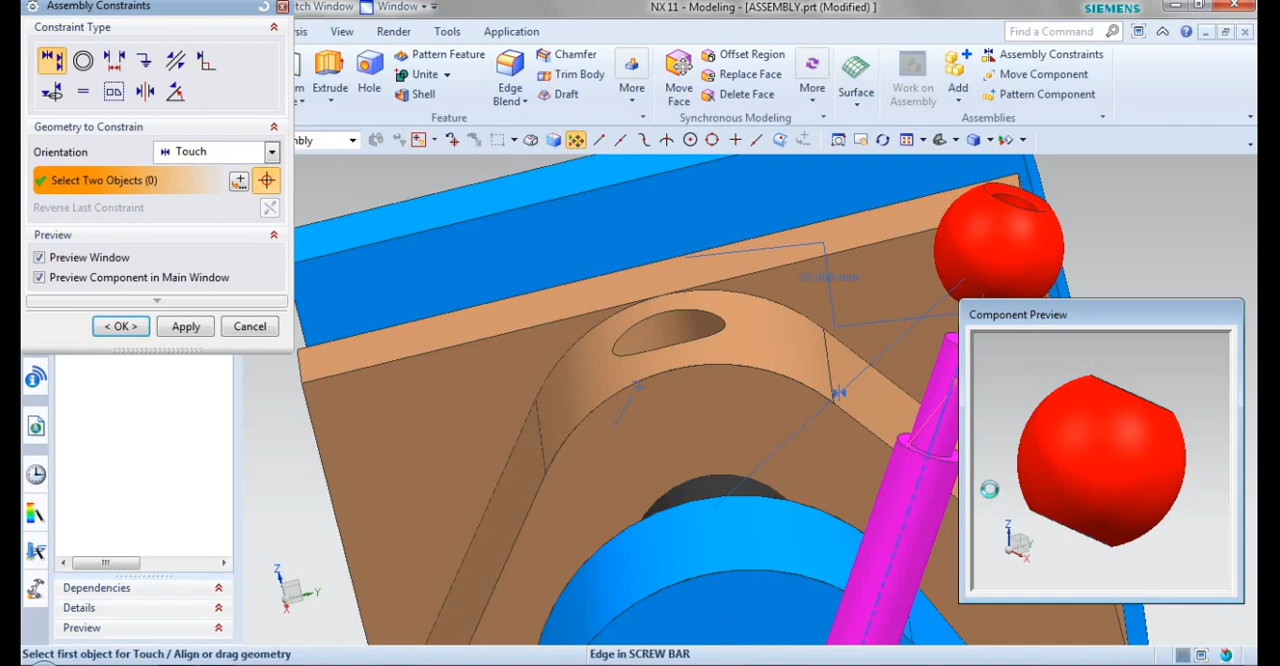 Assembly Constraints
tch Window
Window
NX 11 - Modeling - [ASSEMBLY.prt (Modified) ]
SIEMENS
sis
View
Render
Tools
Application
Find a Command
Constraint Type
Geometry to Constrain
Orientation
Touch
Select Two Objects (0)
Reverse Last Constraint
Preview
Preview Window
Preview Component in Main Window
< OK >
Apply
Cancel
m
Extrude
Hole
Pattern Feature
Unite
Shell
Edge
Blend
Chamfer
Trim Body
Draft
More
Feature
Move
Face
Offset Region
Replace Face
Delete Face
More
Synchronous Modeling
Surface
Work on
Assembly
Add
Assembly Constraints
Move Component
Pattern Component
Assemblies
mbly
Component Preview
Z
X
Z
Y
X
Dependencies
Details
Preview
Select first object for Touch / Align or drag geometry
Edge in SCREW BAR